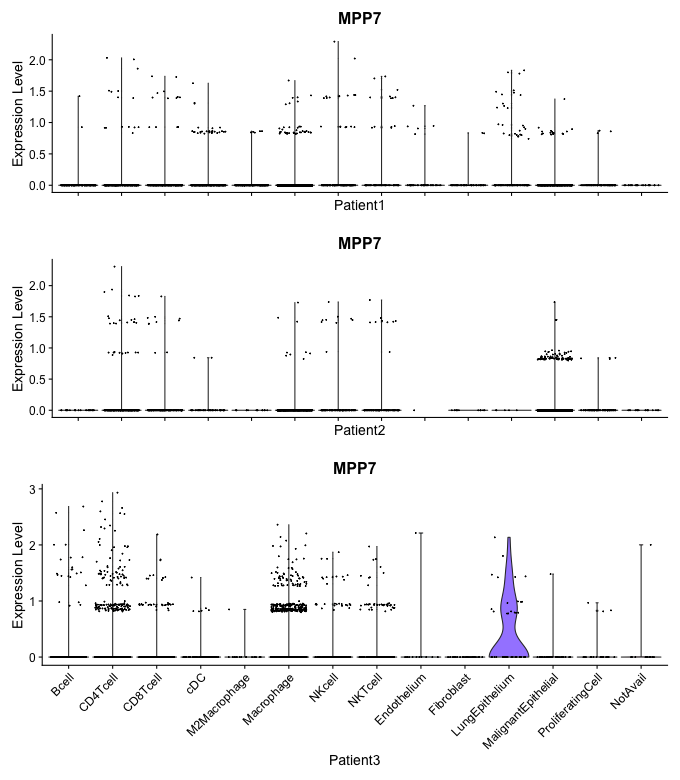 MPP7
Expression Level
2.0
1.5
1.0
0.5
0.0
Patient1
MPP7
Expression Level
2.0
1.5
1.0
0.5
0.0
Patient2
MPP7
Expression Level
3
2
1
0
Bcell
CD4Tcell
CD8Tcell
cDC
M2Macrophage
Macrophage
NKcell
NKTcell
Endothelium
Fibroblast
LungEpithelium
MalignantEpithelial
ProliferatingCell
NotAvail
Patient3